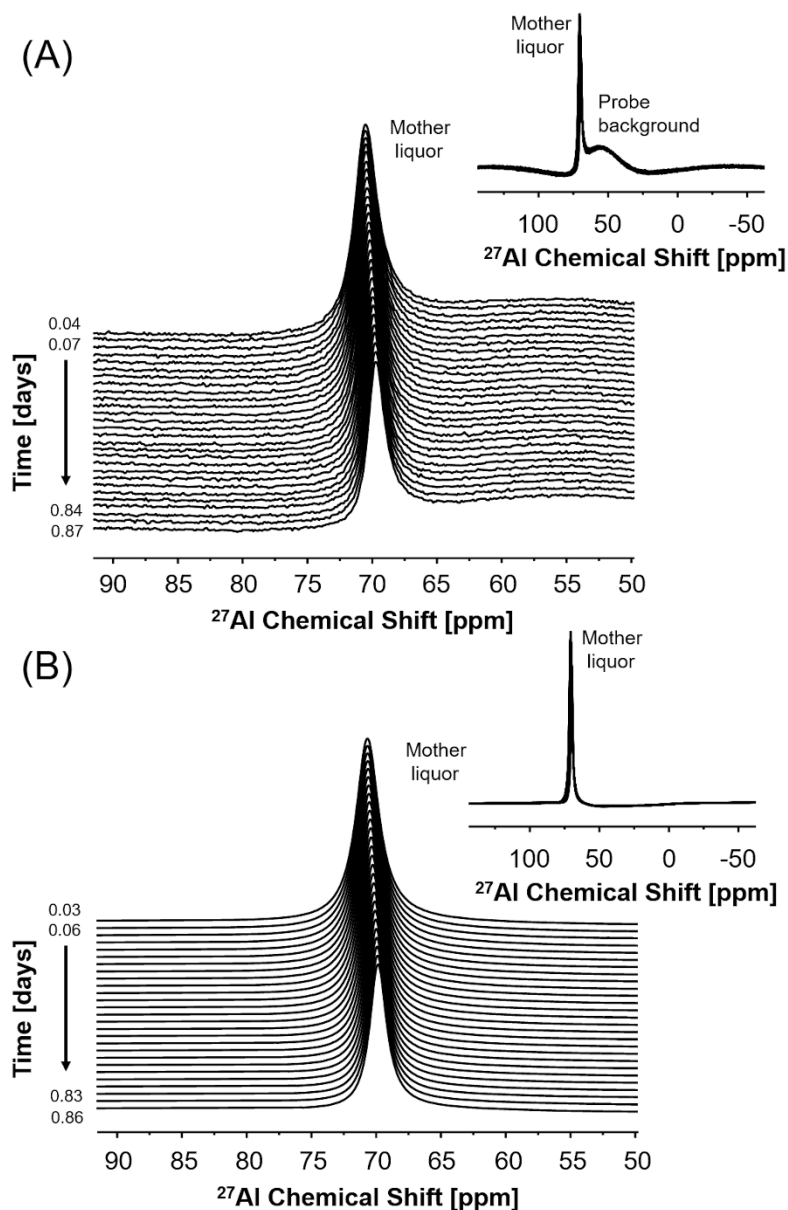 (A)
Mother
liquor
Probe
background
100 50 0 -50
²⁷Al Chemical Shift [ppm]
Mother
liquor
0.04
0.07
Time [days]
0.84
0.87
90 85 80 75 70 65 60 55 50
²⁷Al Chemical Shift [ppm]
(B)
Mother
liquor
100 50 0 -50
²⁷Al Chemical Shift [ppm]
Mother
liquor
0.03
0.06
Time [days]
0.83
0.86
90 85 80 75 70 65 60 55 50
²⁷Al Chemical Shift [ppm]